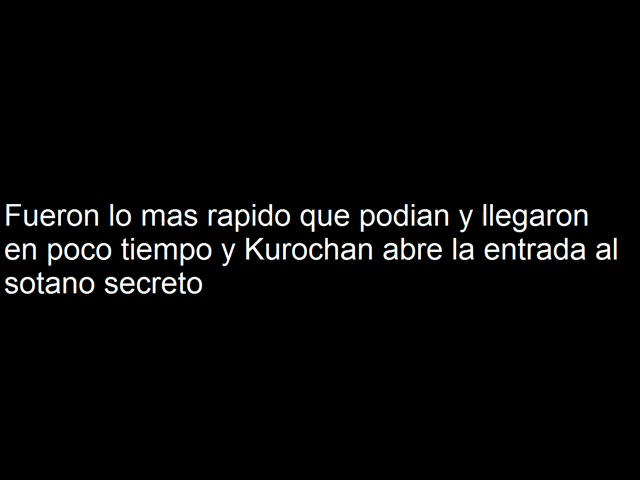 Fueron lo mas rapido que podian y llegaron
en poco tiempo y Kurochan abre la entrada al
sotano secreto